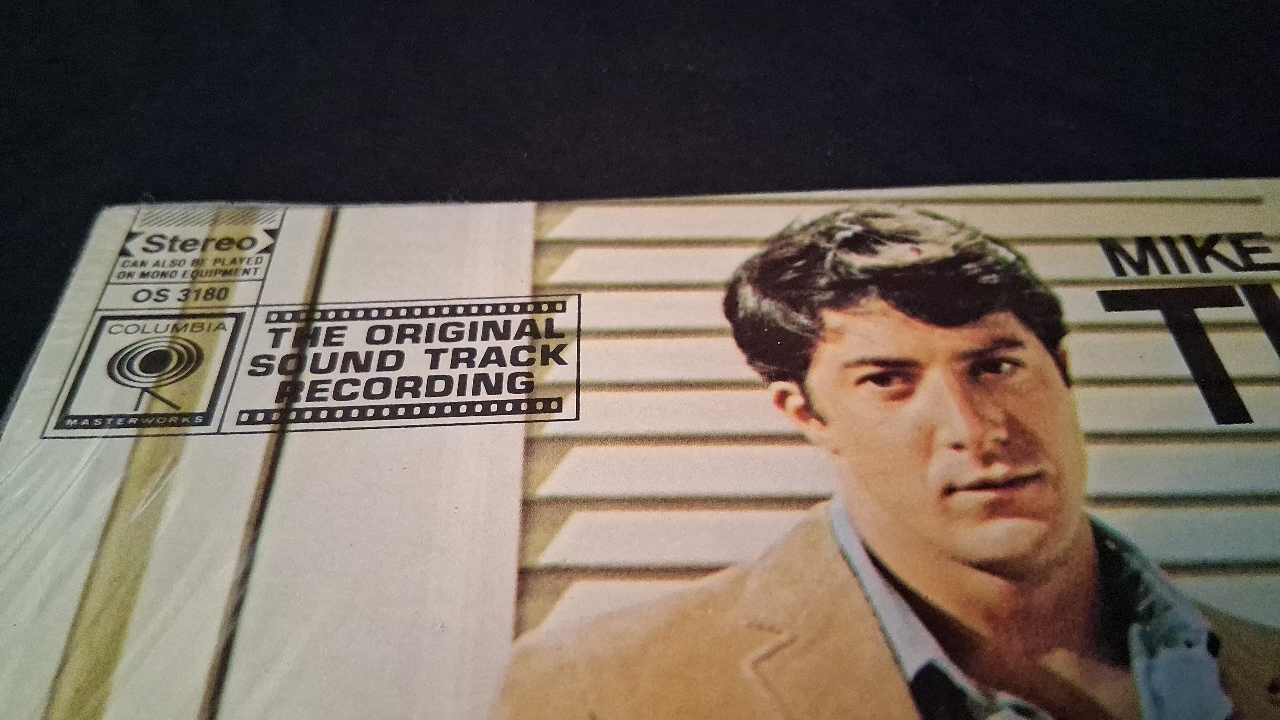 Stereo
CAN ALSO BE PLAYED
ON MONO EQUIPMENT
OS 3180
COLUMBIA
MASTERWORKS
THE ORIGINAL
SOUND TRACK
RECORDING
MIKE